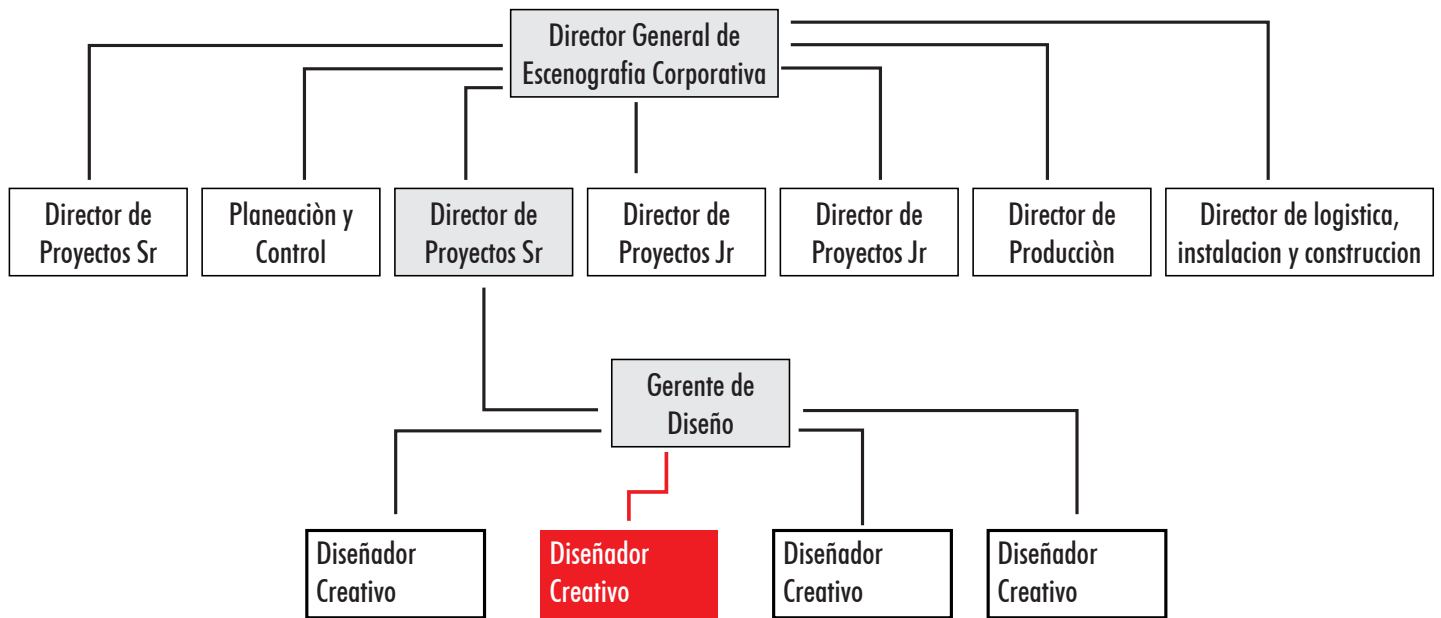 Director General de
Escenografia Corporativa
Director de
Proyectos Sr
Planeaciòn y
Control
Director de
Proyectos Sr
Director de
Proyectos Jr
Director de
Proyectos Jr
Director de
Producciòn
Director de logistica,
instalacion y construccion
Gerente de
Diseño
Diseñador
Creativo
Diseñador
Creativo
Diseñador
Creativo
Diseñador
Creativo